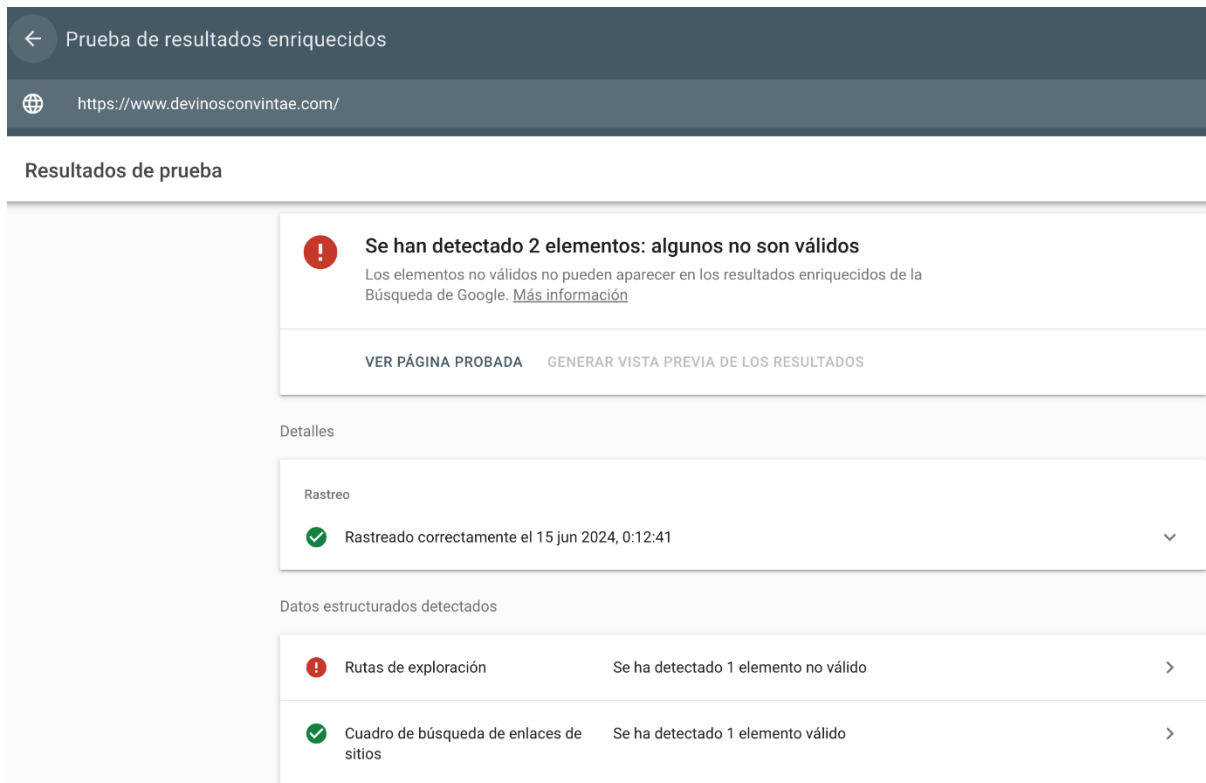 Prueba de resultados enriquecidos
https://www.devinosconvintae.com/
Resultados de prueba
Se han detectado 2 elementos: algunos no son válidos
Los elementos no válidos no pueden aparecer en los resultados enriquecidos de la
Búsqueda de Google. Más información
VER PÁGINA PROBADA GENERAR VISTA PREVIA DE LOS RESULTADOS
Detalles
Rastreo
Rastreado correctamente el 15 jun 2024, 0:12:41
Datos estructurados detectados
Rutas de exploración Se ha detectado 1 elemento no válido
Cuadro de búsqueda de enlaces de Se ha detectado 1 elemento válido
sitios